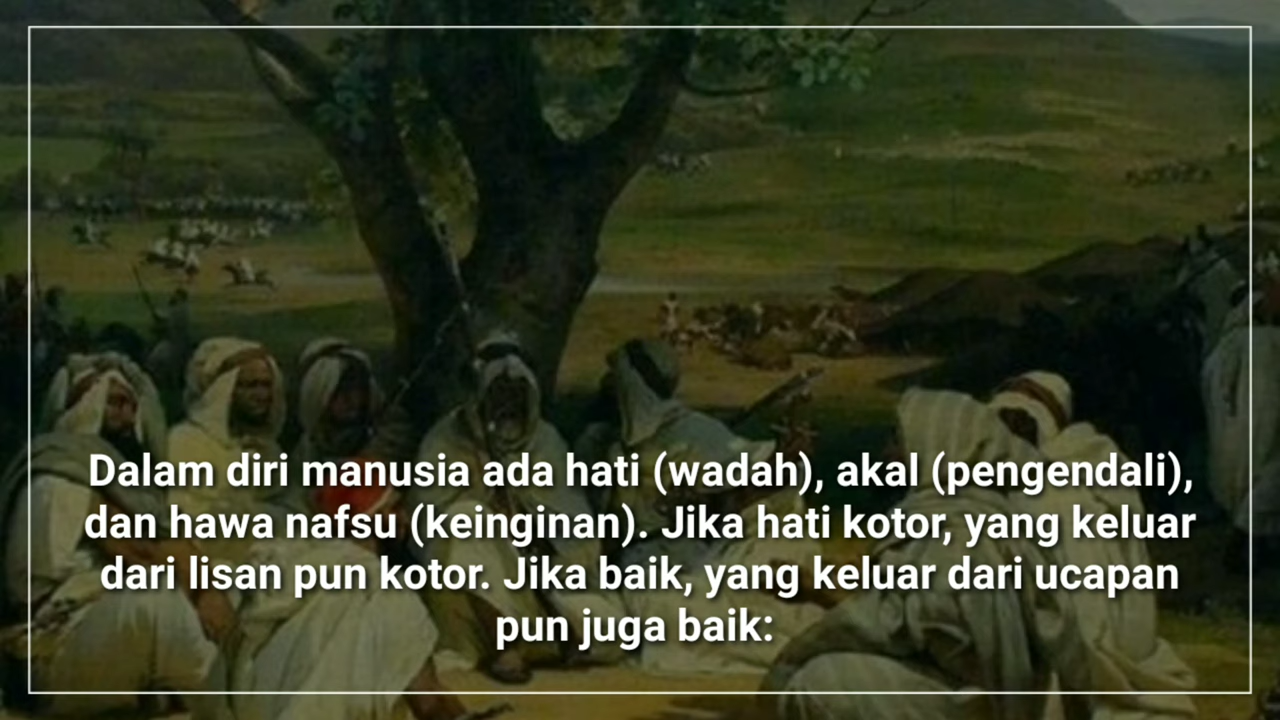 Dalam diri manusia ada hati (wadah), akal (pengendali),
dan hawa nafsu (keinginan). Jika hati kotor, yang keluar
dari lisan pun kotor. Jika baik, yang keluar dari ucapan
pun juga baik: